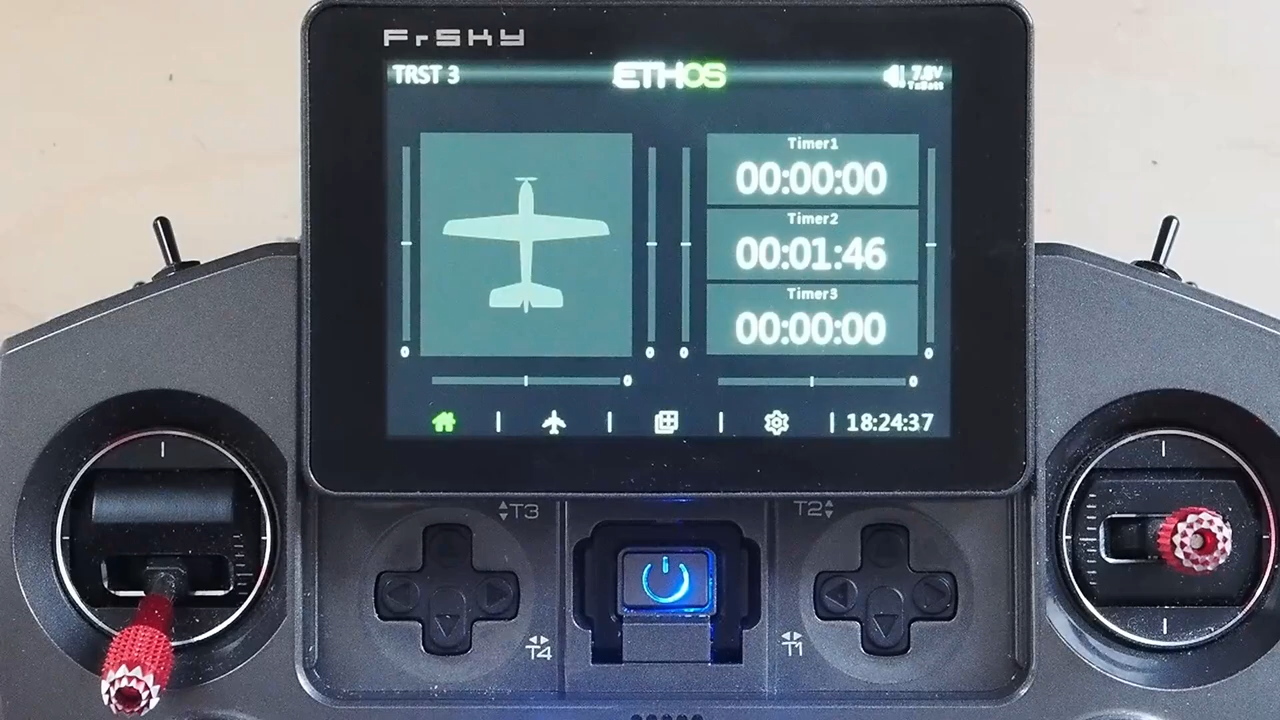 FrSKY
TRST 3
ETHOS
7.8V
TxBatt
Timer1
00:00:00
Timer2
00:01:46
Timer3
00:00:00
0
0
0
0
0
0
18:24:37
T3
T2
T4
T1